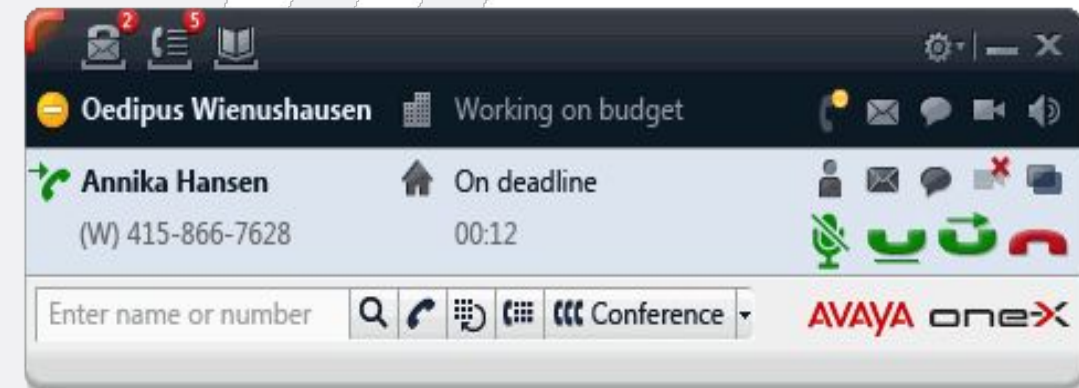 2 5
Oedipus Wienushausen Working on budget
Annika Hansen On deadline
(W) 415-866-7628 00:12
Enter name or number Conference AVAYA one-X